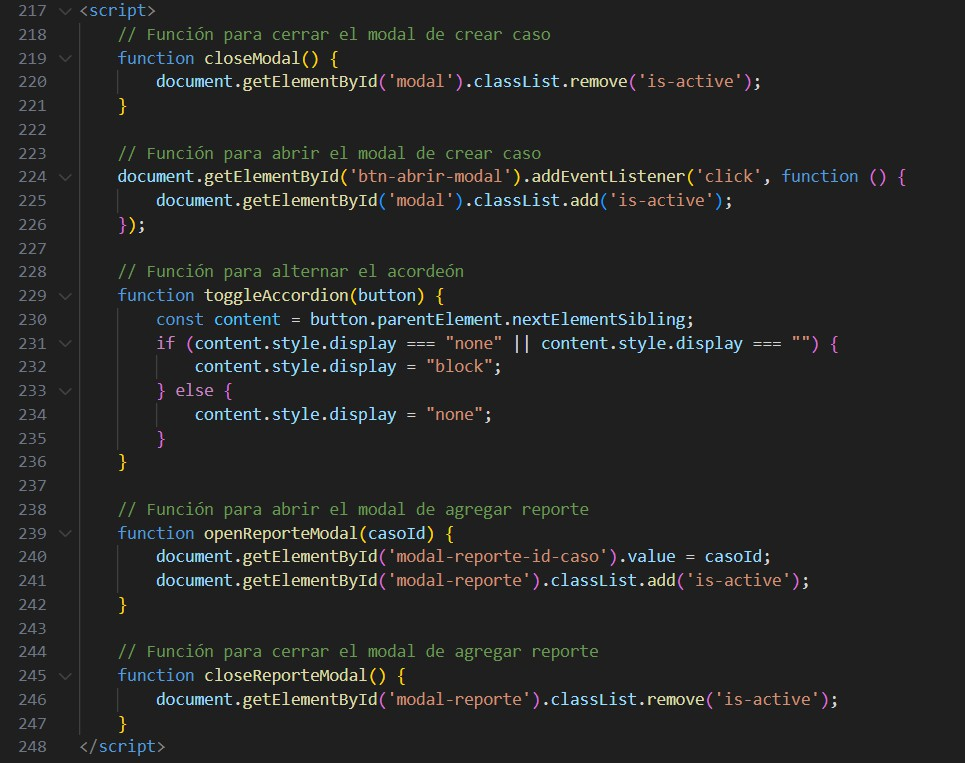 217 <script>
218 // Función para cerrar el modal de crear caso
219 function closeModal() {
220 document.getElementById('modal').classList.remove('is-active');
221 }
222
223 // Función para abrir el modal de crear caso
224 document.getElementById('btn-abrir-modal').addEventListener('click', function () {
225 document.getElementById('modal').classList.add('is-active');
226 });
227
228 // Función para alternar el acordeón
229 function toggleAccordion(button) {
230 const content = button.parentElement.nextElementSibling;
231 if (content.style.display === "none" || content.style.display === "") {
232 content.style.display = "block";
233 } else {
234 content.style.display = "none";
235 }
236 }
237
238 // Función para abrir el modal de agregar reporte
239 function openReporteModal(casoId) {
240 document.getElementById('modal-reporte-id-caso').value = casoId;
241 document.getElementById('modal-reporte').classList.add('is-active');
242 }
243
244 // Función para cerrar el modal de agregar reporte
245 function closeReporteModal() {
246 document.getElementById('modal-reporte').classList.remove('is-active');
247 }
248 </script>